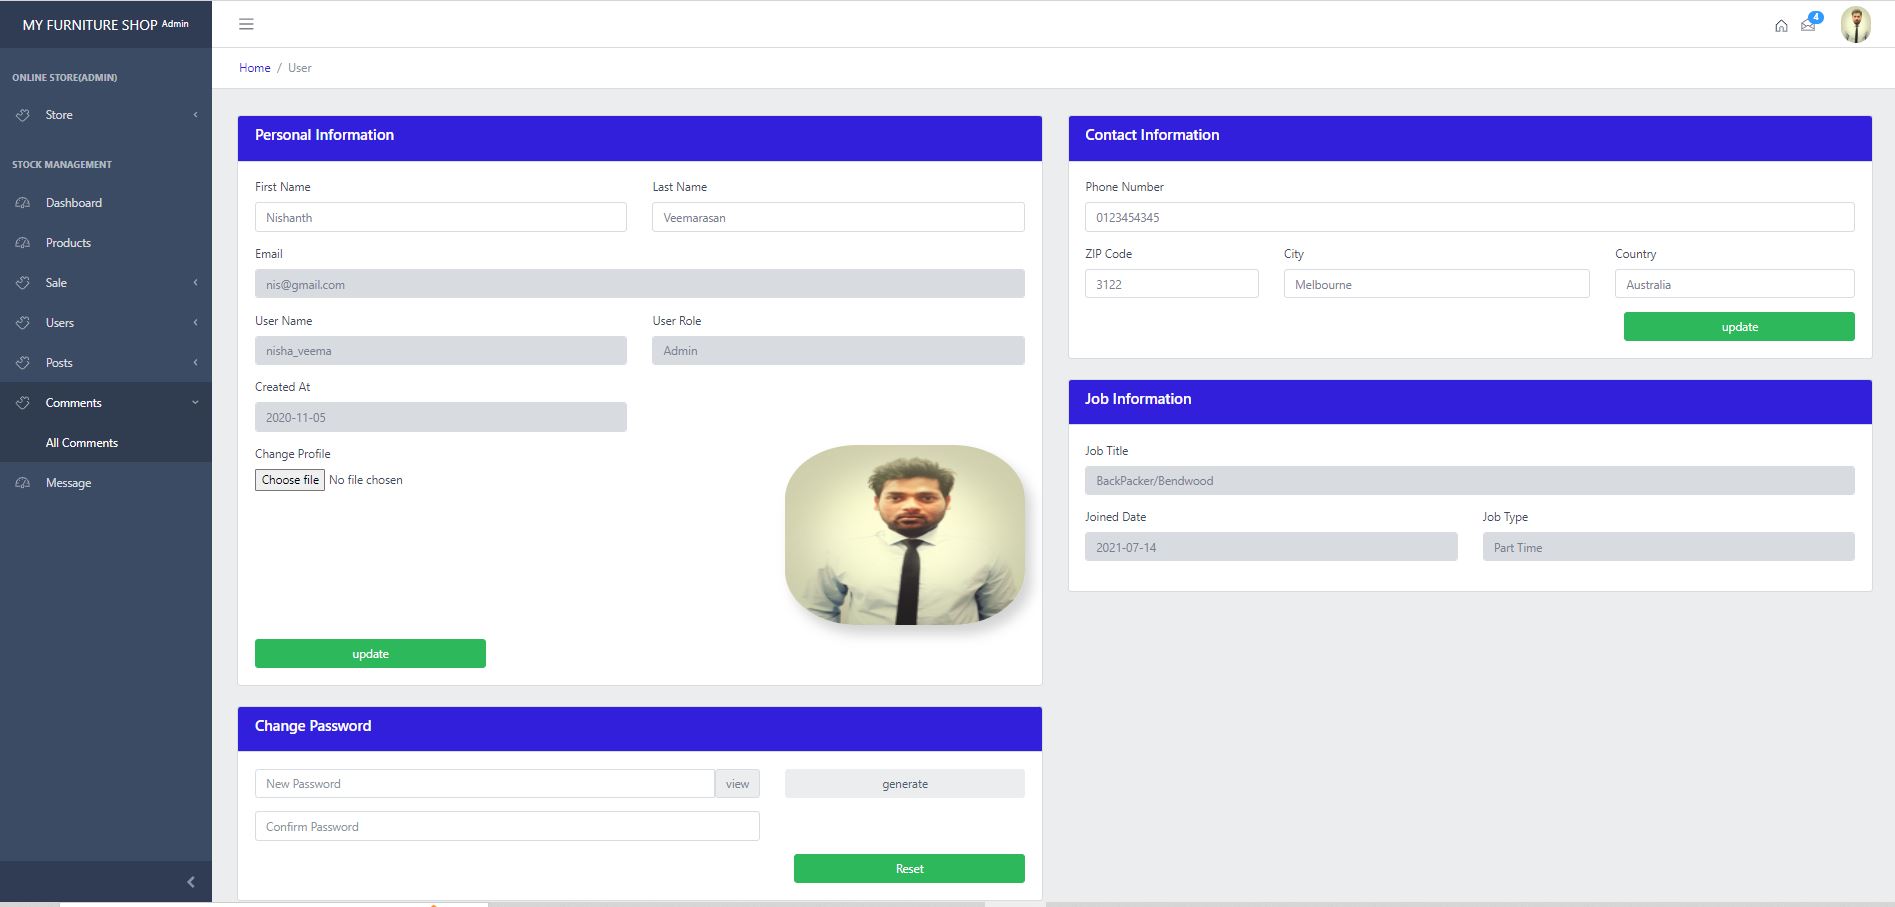 MY FURNITURE SHOP Admin
4
Home / User
ONLINE STORE(ADMIN)
Store
STOCK MANAGEMENT
Dashboard
Products
Sale
Users
Posts
Comments
All Comments
Message
Personal Information
First Name
Last Name
Nishanth
Veemarasan
Email
nis@gmail.com
User Name
User Role
nisha_veema
Admin
Created At
2020-11-05
Change Profile
Choose file No file chosen
update
Change Password
New Password
view
generate
Confirm Password
Reset
Contact Information
Phone Number
0123454345
ZIP Code
City
Country
3122
Melbourne
Australia
update
Job Information
Job Title
BackPacker/Bendwood
Joined Date
Job Type
2021-07-14
Part Time